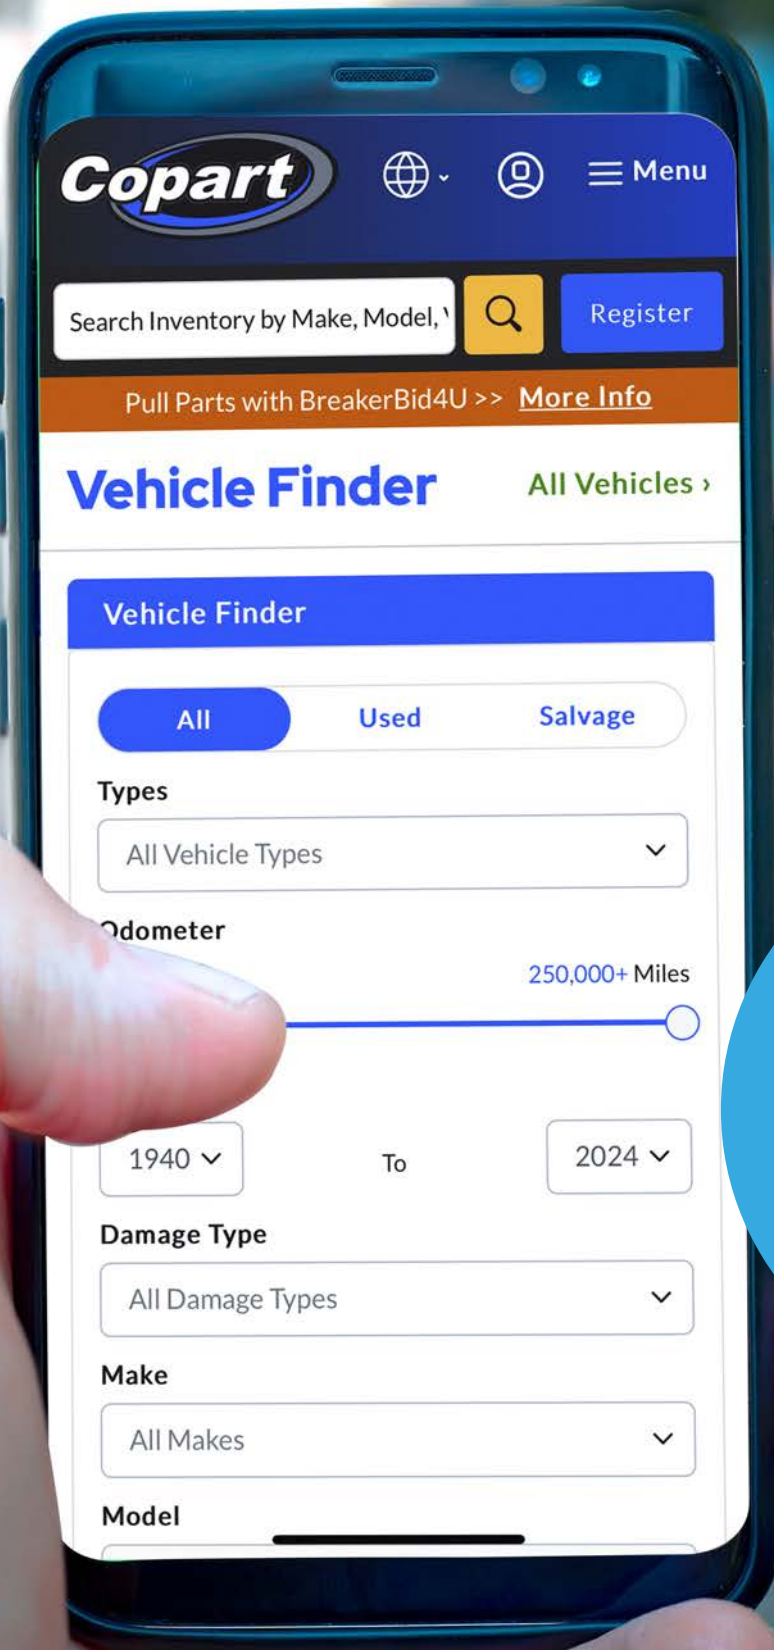 Copart
Menu
Search Inventory by Make, Model,
Register
Pull Parts with BreakerBid4U >> More Info
Vehicle Finder
All Vehicles ›
Vehicle Finder
All
Used
Salvage
Types
All Vehicle Types
Odometer
250,000+ Miles
1940
To
2024
Damage Type
All Damage Types
Make
All Makes
Model